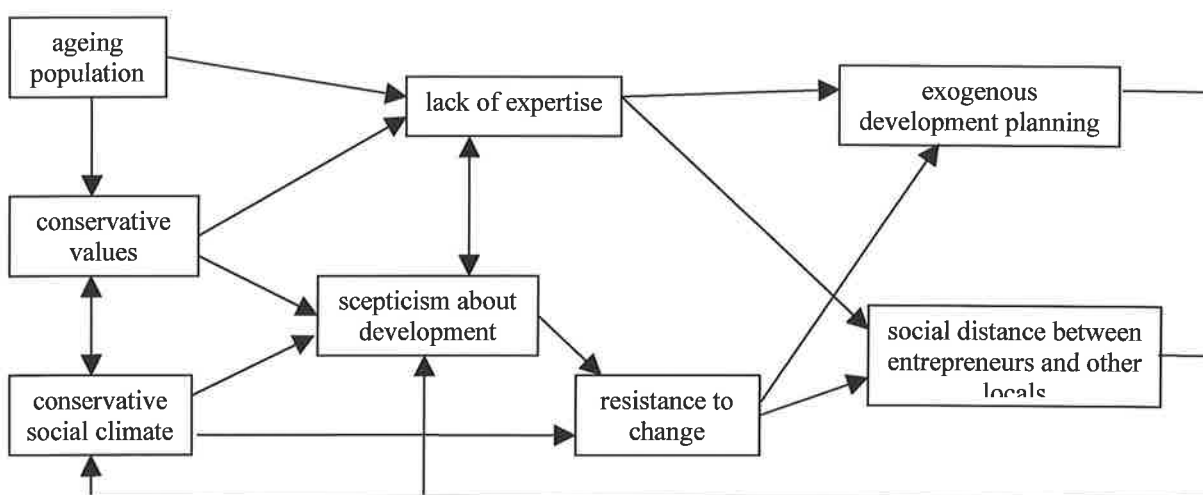 ageing
population
lack of expertise
exogenous
development planning
conservative
values
scepticism about
development
social distance between
entrepreneurs and other
locals
conservative
social climate
resistance to
change